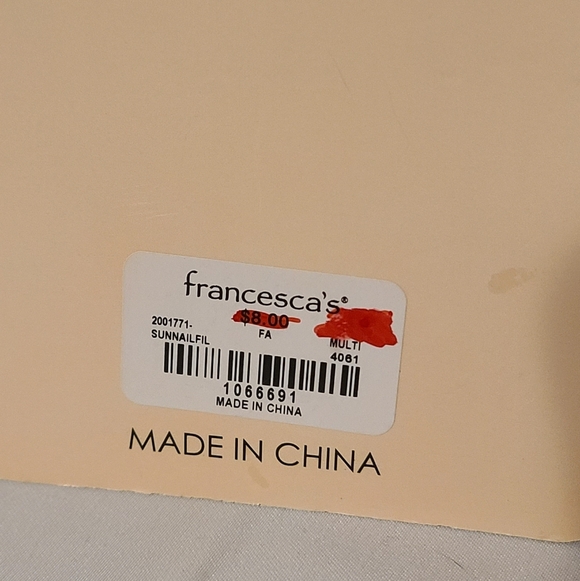 francesca's®
$8.00
2001771-
SUNNAILFIL
FA
MULTI
4061
1066691
MADE IN CHINA
MADE IN CHINA